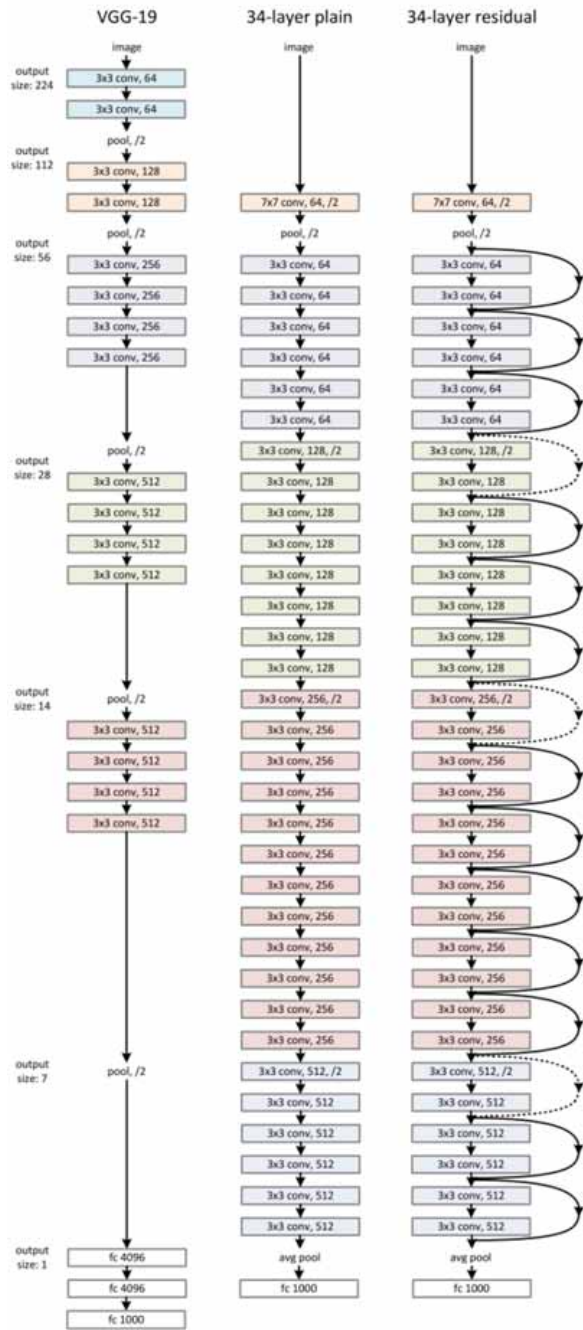 VGG-19
34-layer plain
34-layer residual
output
size: 224
image
3x3 conv, 64
3x3 conv, 64
pool, /2
output
size: 112
3x3 conv, 128
3x3 conv, 128
pool, /2
output
size: 56
3x3 conv, 256
3x3 conv, 256
3x3 conv, 256
3x3 conv, 256
pool, /2
output
size: 28
3x3 conv, 512
3x3 conv, 512
3x3 conv, 512
3x3 conv, 512
pool, /2
output
size: 14
3x3 conv, 512
3x3 conv, 512
3x3 conv, 512
3x3 conv, 512
pool, /2
output
size: 7
output
size: 1
fc 4096
fc 4096
fc 1000
image
7x7 conv, 64, /2
pool, /2
3x3 conv, 64
3x3 conv, 64
3x3 conv, 64
3x3 conv, 64
3x3 conv, 64
3x3 conv, 64
3x3 conv, 128, /2
3x3 conv, 128
3x3 conv, 128
3x3 conv, 128
3x3 conv, 128
3x3 conv, 128
3x3 conv, 128
3x3 conv, 128
3x3 conv, 256, /2
3x3 conv, 256
3x3 conv, 256
3x3 conv, 256
3x3 conv, 256
3x3 conv, 256
3x3 conv, 256
3x3 conv, 256
3x3 conv, 256
3x3 conv, 256
3x3 conv, 256
3x3 conv, 256
3x3 conv, 512, /2
3x3 conv, 512
3x3 conv, 512
3x3 conv, 512
3x3 conv, 512
3x3 conv, 512
avg pool
fc 1000
image
7x7 conv, 64, /2
pool, /2
3x3 conv, 64
3x3 conv, 64
3x3 conv, 64
3x3 conv, 64
3x3 conv, 64
3x3 conv, 64
3x3 conv, 128, /2
3x3 conv, 128
3x3 conv, 128
3x3 conv, 128
3x3 conv, 128
3x3 conv, 128
3x3 conv, 128
3x3 conv, 128
3x3 conv, 256, /2
3x3 conv, 256
3x3 conv, 256
3x3 conv, 256
3x3 conv, 256
3x3 conv, 256
3x3 conv, 256
3x3 conv, 256
3x3 conv, 256
3x3 conv, 256
3x3 conv, 256
3x3 conv, 256
3x3 conv, 512, /2
3x3 conv, 512
3x3 conv, 512
3x3 conv, 512
3x3 conv, 512
3x3 conv, 512
avg pool
fc 1000